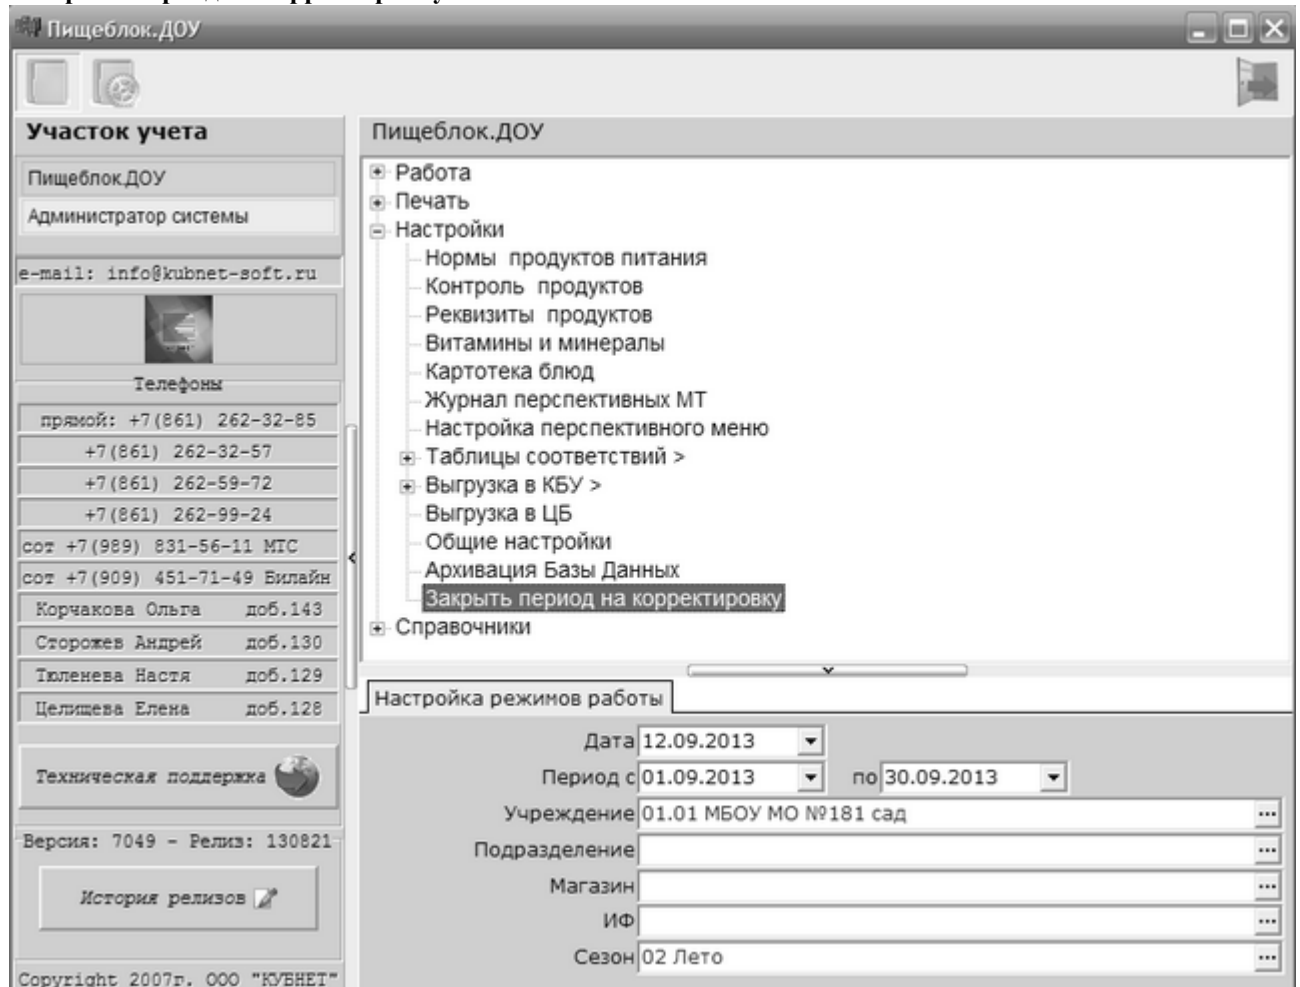 Пищеблок.ДОУ
Участок учета
Пищеблок.ДОУ
Администратор системы
e-mail: info@kubnet-soft.ru
Телефоны
прямой: +7(861) 262-32-85
+7(861) 262-32-57
+7(861) 262-59-72
+7(861) 262-99-24
сот +7(989) 831-56-11 МТС
сот +7(909) 451-71-49 Билайн
Корчакова Ольга доб.143
Сторожев Андрей доб.130
Тюленева Настя доб.129
Целищева Елена доб.128
Техническая поддержка
Версия: 7049 - Релиз: 130821
История релизов
Copyright 2007г. ООО "КУБНЕТ"
Пищеблок.ДОУ
Работа
Печать
Настройки
Нормы продуктов питания
Контроль продуктов
Реквизиты продуктов
Витамины и минералы
Картотека блюд
Журнал перспективных МТ
Настройка перспективного меню
Таблицы соответствий >
Выгрузка в КБУ >
Выгрузка в ЦБ
Общие настройки
Архивация Базы Данных
Закрыть период на корректировку
Справочники
Настройка режимов работы
Дата 12.09.2013
Период с 01.09.2013 по 30.09.2013
Учреждение 01.01 МБОУ МО №181 сад
Подразделение
Магазин
ИФ
Сезон 02 Лето